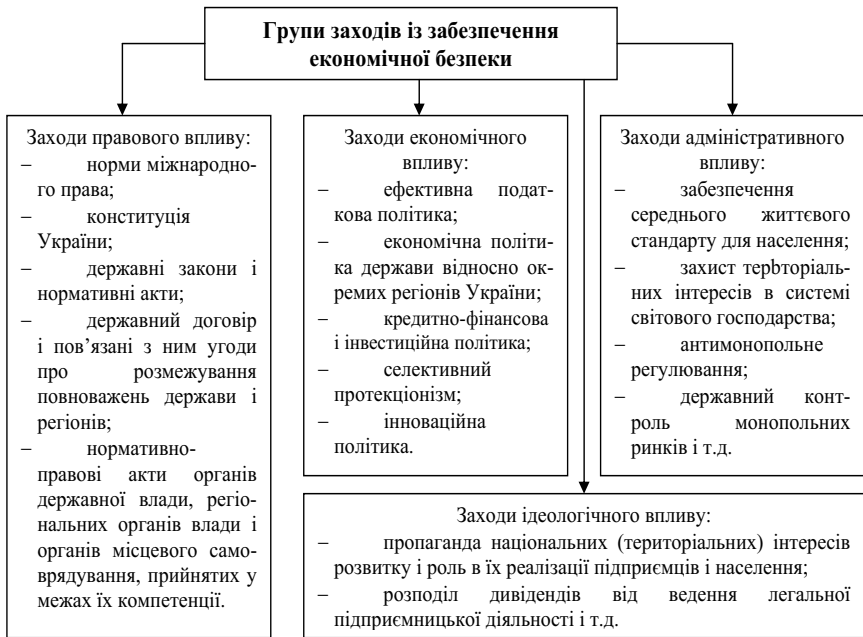 Групи заходів із забезпечення
економічної безпеки
Заходи правового впливу:
– норми міжнародно-
го права;
– конституція
України;
– державні закони і
нормативні акти;
– державний договір
і пов’язані з ним угоди
про розмежування
повноважень держави і
регіонів;
– нормативно-
правові акти органів
державної влади, регіо-
нальних органів влади і
органів місцевого само-
врядування, прийнятих у
межах їх компетенції.
Заходи економічного
впливу:
– ефективна подат-
кова політика;
– економічна політи-
ка держави відносно ок-
ремих регіонів України;
– кредитно-фінансова
і інвестиційна політика;
– селективний
протекціонізм;
– інноваційна
політика.
Заходи адміністративного
впливу:
– забезпечення
середнього життєвого
стандарту для населення;
– захист терbторіаль-
них інтересів в системі
світового господарства;
– антимонопольне
регулювання;
– державний конт-
роль монопольних
ринків і т.д.
Заходи ідеологічного впливу:
– пропаганда національних (територіальних) інтересів
розвитку і роль в їх реалізації підприємців і населення;
– розподіл дивідендів від ведення легальної
підприємницької діяльності і т.д.